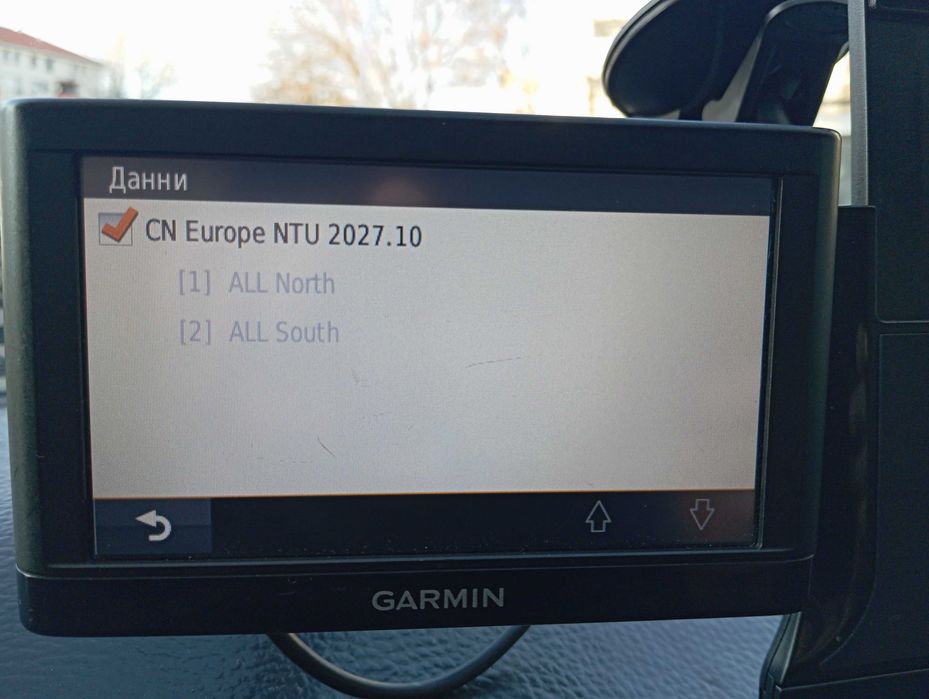 Данни
CN Europe NTU 2027.10
[1] ALL North
[2] ALL South
GARMIN